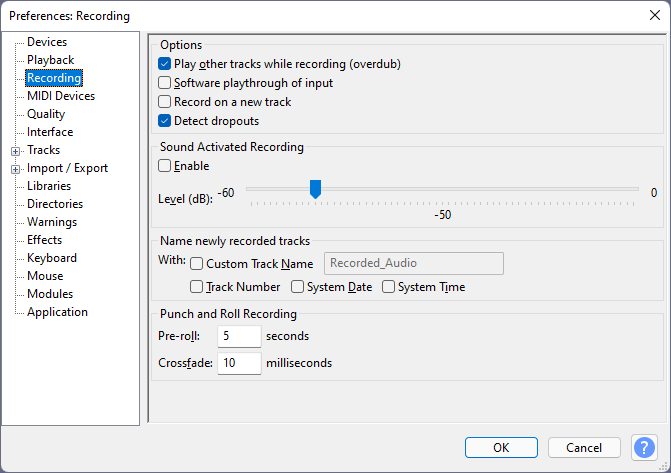 Preferences: Recording
Devices
Playback
Recording
MIDI Devices
Quality
Interface
Tracks
Import / Export
Libraries
Directories
Warnings
Effects
Keyboard
Mouse
Modules
Application
Options
Play other tracks while recording (overdub)
Software playthrough of input
Record on a new track
Detect dropouts
Sound Activated Recording
Enable
Level (dB): -60 0
-50
Name newly recorded tracks
With: Custom Track Name Recorded_Audio
Track Number System Date System Time
Punch and Roll Recording
Pre-roll: 5 seconds
Crossfade: 10 milliseconds
OK Cancel ?